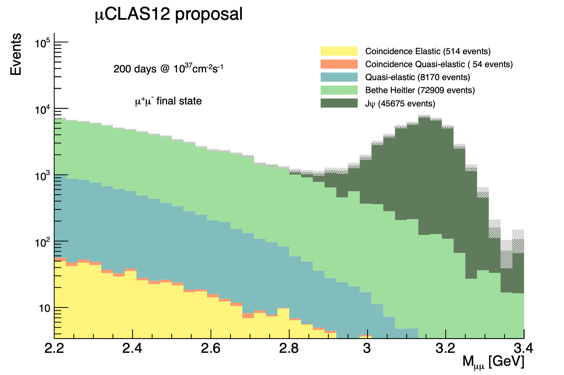 μCLAS12 proposal
Events
10⁵
10⁴
10³
10²
10
200 days @ 10³⁷cm⁻²s⁻¹
μ⁺μ⁻ final state
Coincidence Elastic (514 events)
Coincidence Quasi-elastic ( 54 events)
Quasi-elastic (8170 events)
Bethe Heitler (72909 events)
Jψ (45675 events)
2.2 2.4 2.6 2.8 3 3.2 3.4
M_μμ [GeV]